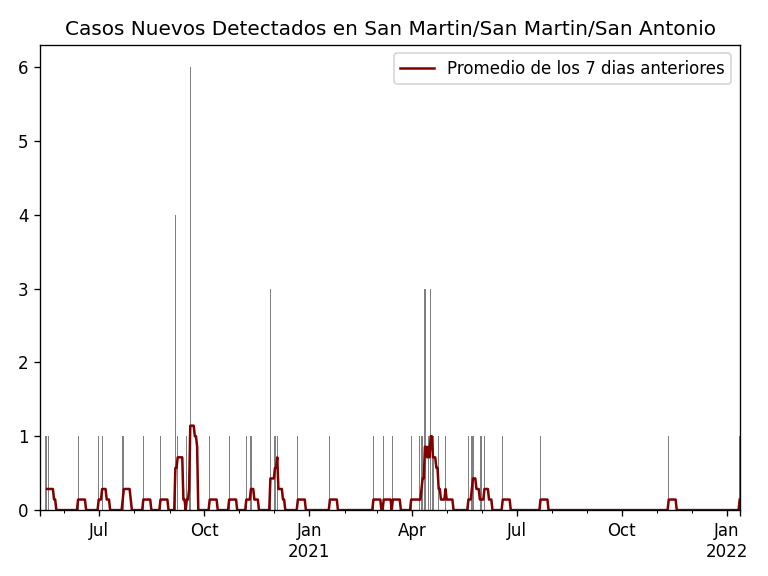 Casos Nuevos Detectados en San Martin/San Martin/San Antonio
Promedio de los 7 dias anteriores
6
5
4
3
2
1
0
Jul
Oct
Jan
2021
Apr
Jul
Oct
Jan
2022